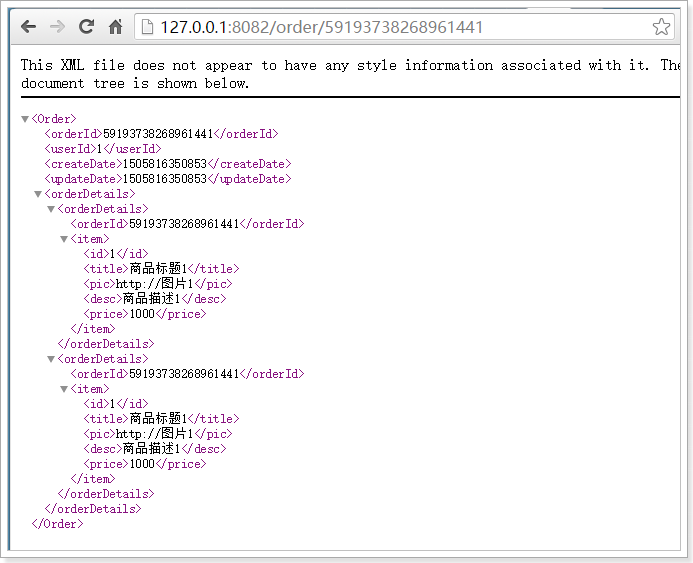 127.0.0.1:8082/order/59193738268961441
This XML file does not appear to have any style information associated with it. The
document tree is shown below.
<Order>
<orderId>59193738268961441</orderId>
<userId>1</userId>
<createDate>1505816350853</createDate>
<updateDate>1505816350853</updateDate>
<orderDetails>
<orderDetails>
<orderId>59193738268961441</orderId>
<item>
<id>1</id>
<title>商品标题1</title>
<pic>http://图片1</pic>
<desc>商品描述1</desc>
<price>1000</price>
</item>
</orderDetails>
<orderDetails>
<orderId>59193738268961441</orderId>
<item>
<id>1</id>
<title>商品标题1</title>
<pic>http://图片1</pic>
<desc>商品描述1</desc>
<price>1000</price>
</item>
</orderDetails>
</orderDetails>
</Order>